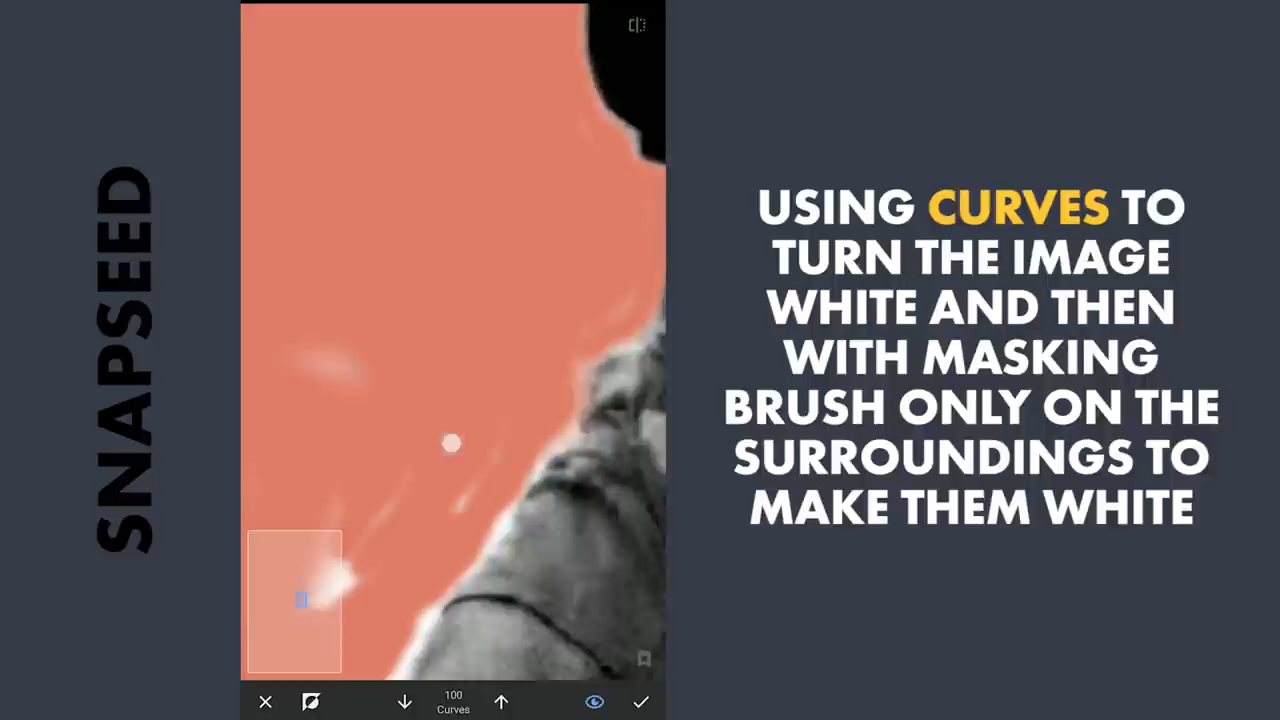 SNAPSEED
USING CURVES TO
TURN THE IMAGE
WHITE AND THEN
WITH MASKING
BRUSH ONLY ON THE
SURROUNDINGS TO
MAKE THEM WHITE
100
Curves